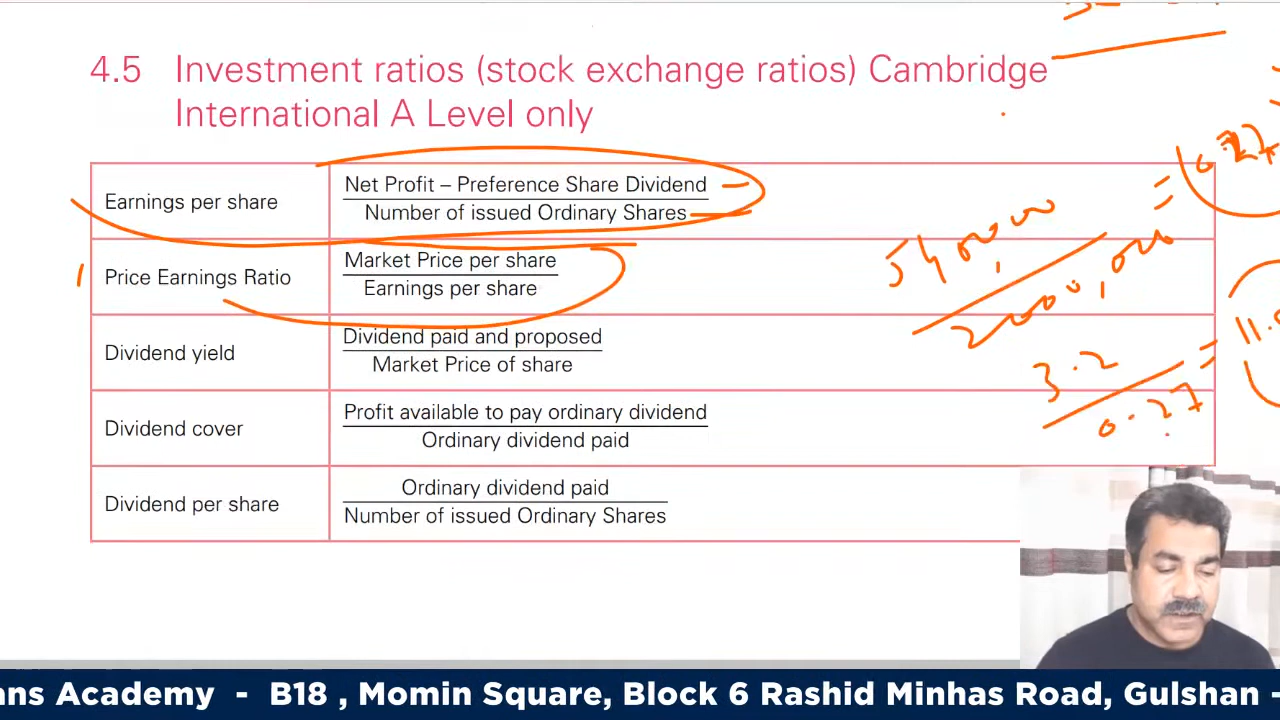 4.5 Investment ratios (stock exchange ratios) Cambridge
International A Level only
Earnings per share
Net Profit – Preference Share Dividend
Number of issued Ordinary Shares
Price Earnings Ratio
Market Price per share
Earnings per share
Dividend yield
Dividend paid and proposed
Market Price of share
Dividend cover
Profit available to pay ordinary dividend
Ordinary dividend paid
Dividend per share
Ordinary dividend paid
Number of issued Ordinary Shares
=
3.2
0.27
=
ans Academy - B18 , Momin Square, Block 6 Rashid Minhas Road, Gulshan -